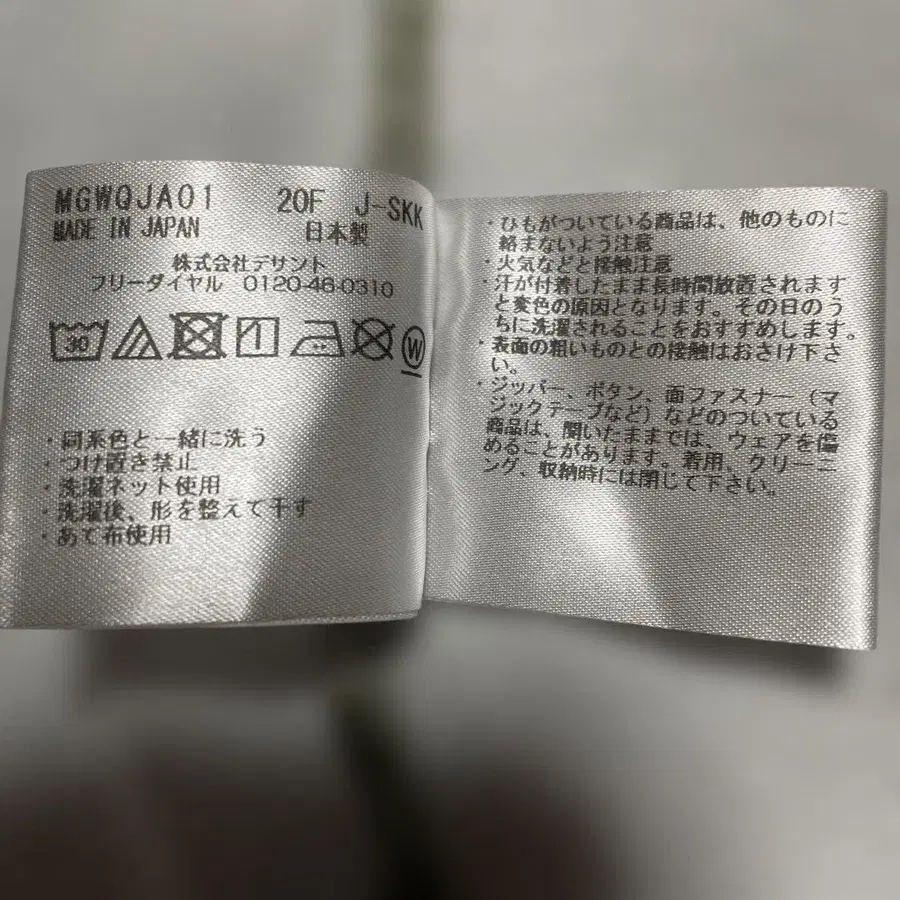 MGWQJA01 20F J-SKK
MADE IN JAPAN 日本製
株式会社デサント
フリーダイヤル 0120-46-0310
30
W
・同系色と一緒に洗う
・つけ置き禁止
・洗濯ネット使用
・洗濯後、形を整えて干す
・あて布使用
・ひもがついている商品は、他のものに
絡まないよう注意
・火気などと接触注意
・汗が付着したまま長時間放置されます
と変色の原因となります。その日のう
ちに洗濯されることをおすすめします。
・表面の粗いものとの接触はおさけ下さ
い。
・ジッパー、ボタン、面ファスナー（マ
ジックテープなど）などのついている
商品は、開いたままでは、ウェアを傷
めることがあります。着用、クリーニ
ング、収納時には閉じて下さい。